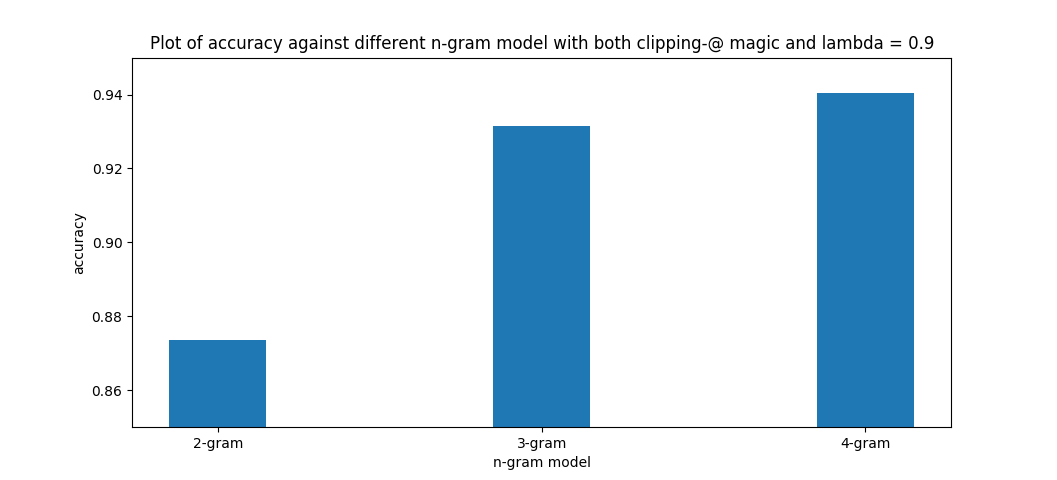 Plot of accuracy against different n-gram model with both clipping-@ magic and lambda = 0.9
0.94
0.92
0.90
0.88
0.86
accuracy
2-gram
3-gram
4-gram
n-gram model